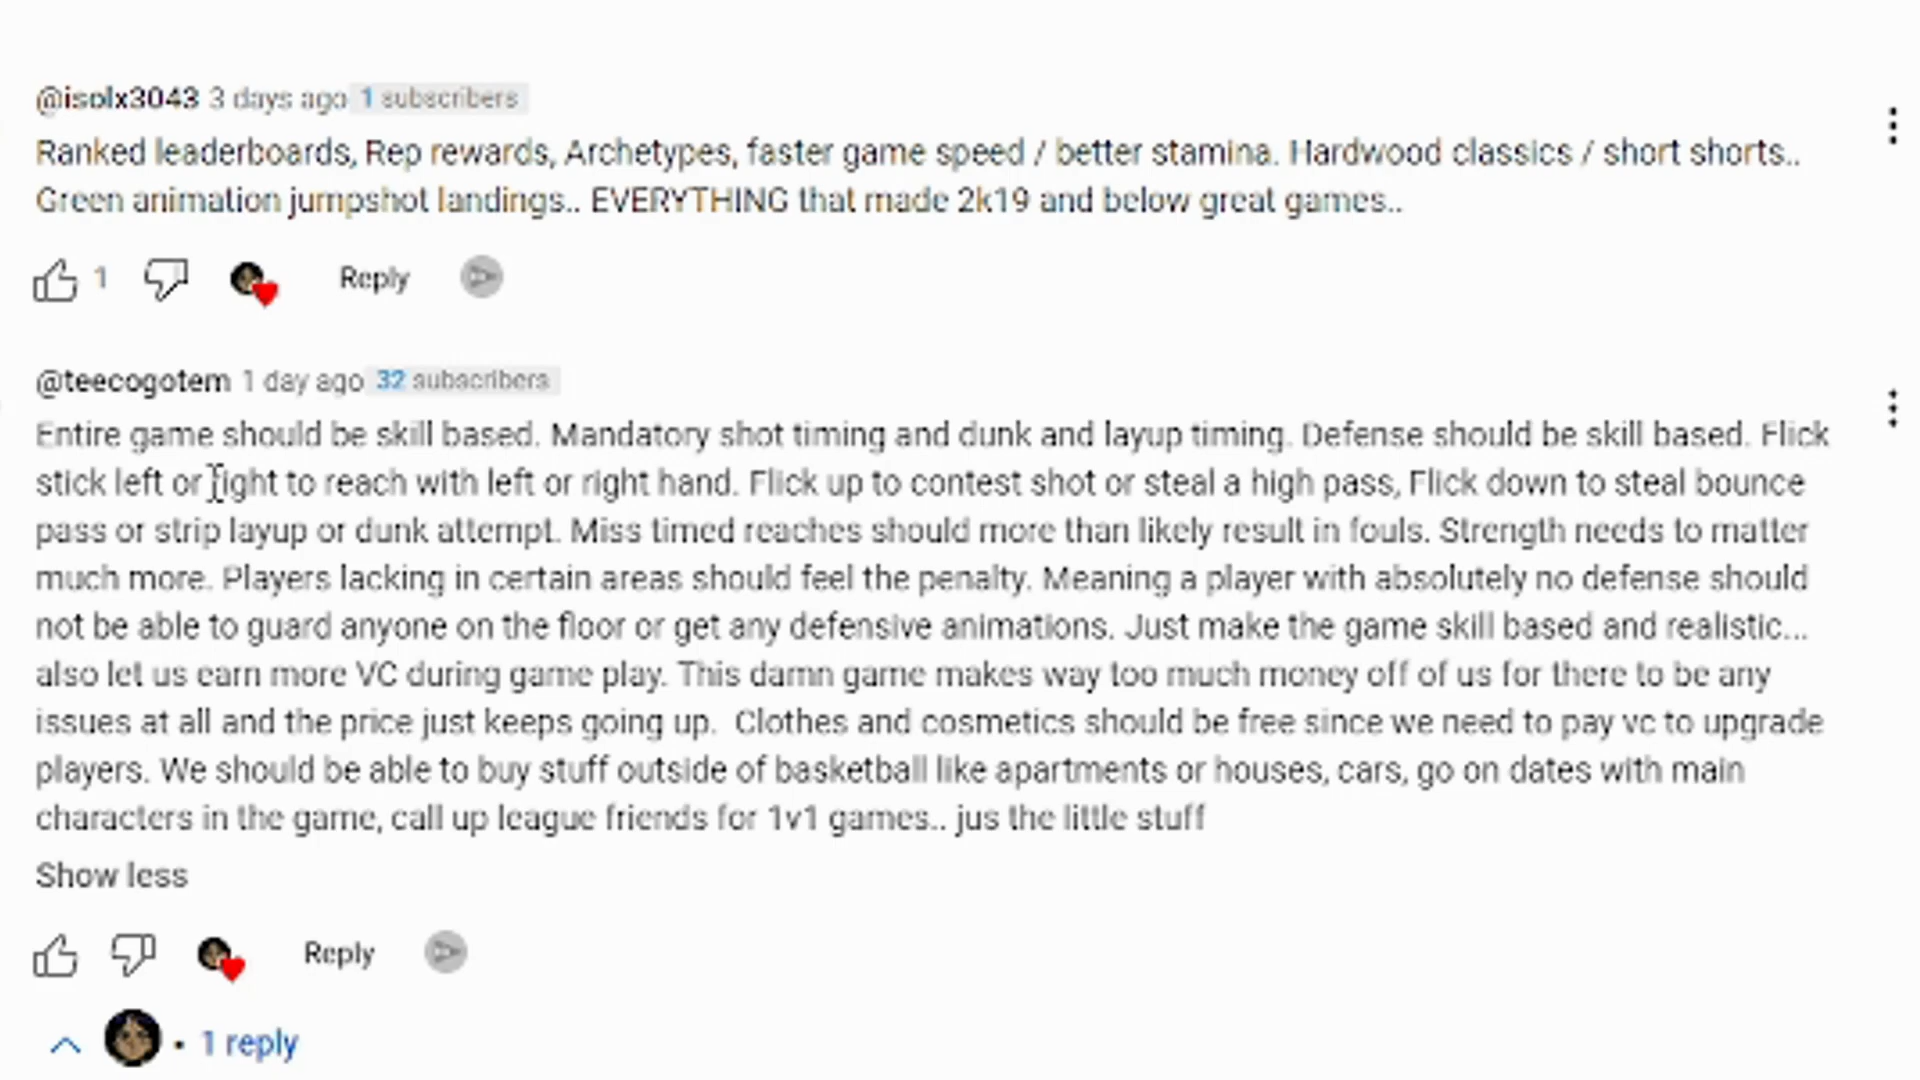 @isolx3043 3 days ago 1 subscribers
Ranked leaderboards, Rep rewards, Archetypes, faster game speed / better stamina. Hardwood classics / short shorts..
Green animation jumpshot landings.. EVERYTHING that made 2k19 and below great games..
1 Reply
@teecogotem 1 day ago 32 subscribers
Entire game should be skill based. Mandatory shot timing and dunk and layup timing. Defense should be skill based. Flick
stick left or right to reach with left or right hand. Flick up to contest shot or steal a high pass, Flick down to steal bounce
pass or strip layup or dunk attempt. Miss timed reaches should more than likely result in fouls. Strength needs to matter
much more. Players lacking in certain areas should feel the penalty. Meaning a player with absolutely no defense should
not be able to guard anyone on the floor or get any defensive animations. Just make the game skill based and realistic...
also let us earn more VC during game play. This damn game makes way too much money off of us for there to be any
issues at all and the price just keeps going up. Clothes and cosmetics should be free since we need to pay vc to upgrade
players. We should be able to buy stuff outside of basketball like apartments or houses, cars, go on dates with main
characters in the game, call up league friends for 1v1 games.. jus the little stuff
Show less
Reply
• 1 reply